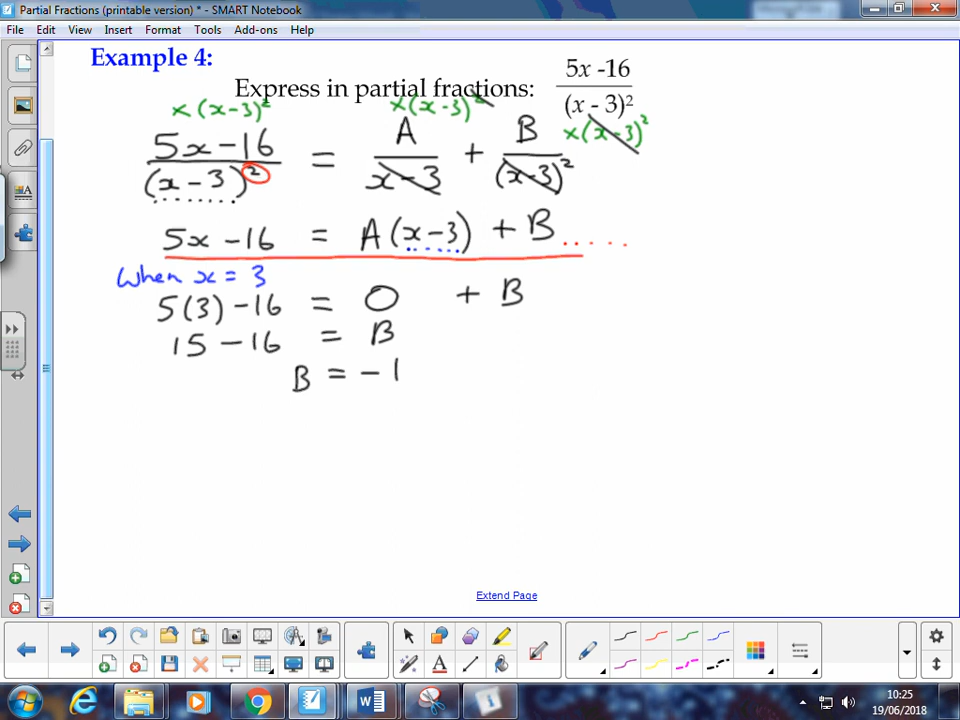 Partial Fractions (printable version) * - SMART Notebook
File Edit View Insert Format Tools Add-ons Help
Example 4:
Express in partial fractions: 5x -16 / (x - 3)²
×(x-3)² ×(x-3)² ×(x-3)²
5x-16 / (x-3)² = A / x-3 + B / (x-3)²
5x -16 = A(x-3) + B.....
When x = 3
5(3) -16 = 0 + B
15 -16 = B
B = -1
Extend Page
A
W
10:25
19/06/2018